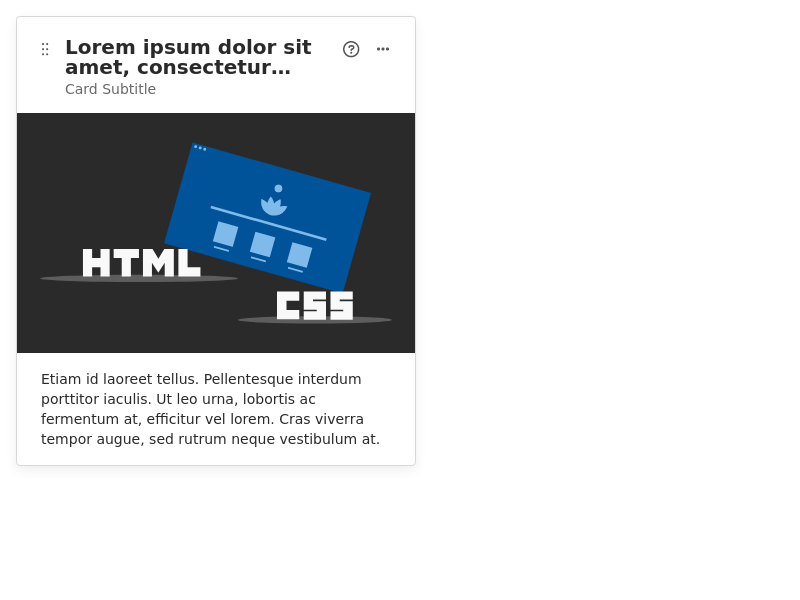 Lorem ipsum dolor sit
amet, consectetur…
Card Subtitle
HTML
CSS
Etiam id laoreet tellus. Pellentesque interdum
porttitor iaculis. Ut leo urna, lobortis ac
fermentum at, efficitur vel lorem. Cras viverra
tempor augue, sed rutrum neque vestibulum at.